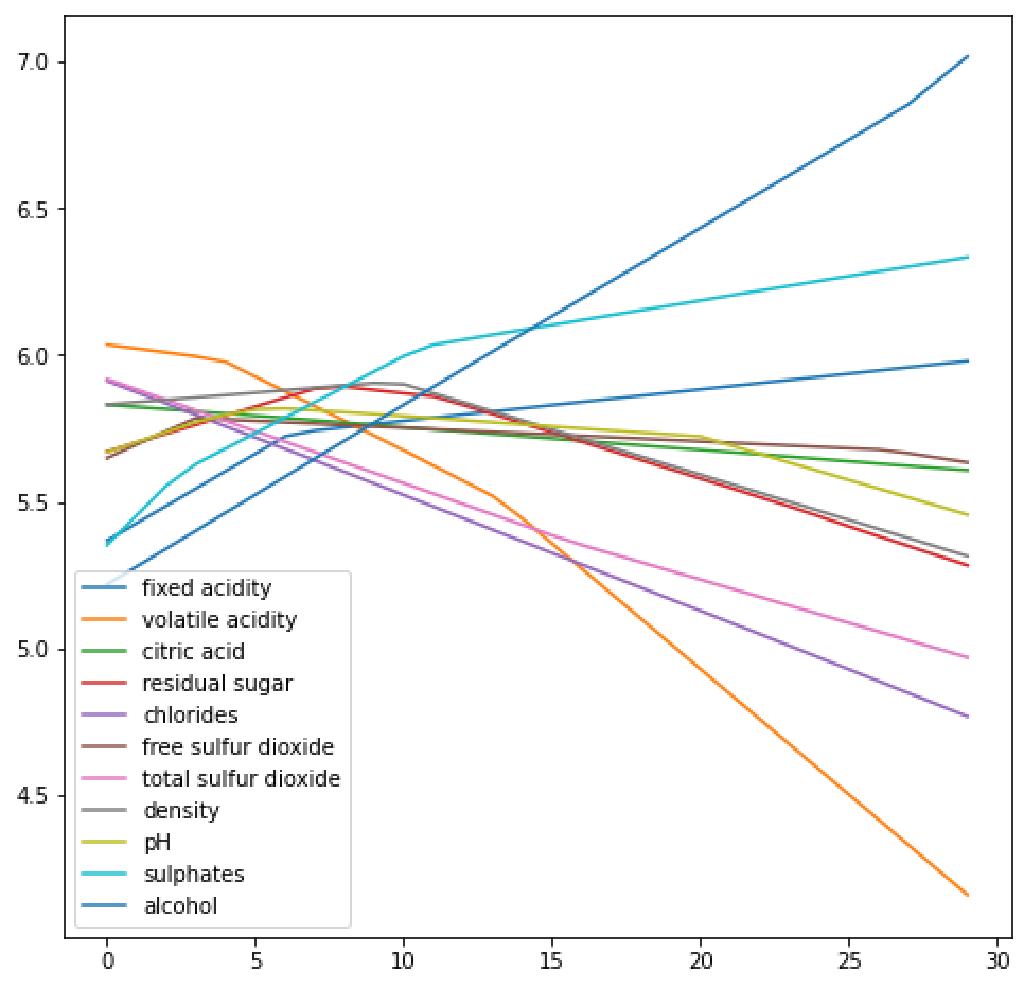 7.0
6.5
6.0
5.5
5.0
4.5
fixed acidity
volatile acidity
citric acid
residual sugar
chlorides
free sulfur dioxide
total sulfur dioxide
density
pH
sulphates
alcohol
0 5 10 15 20 25 30